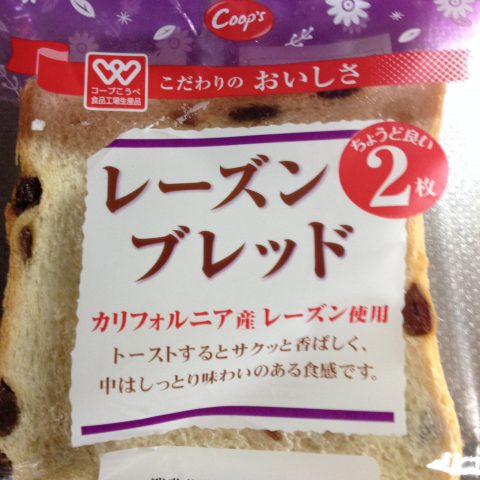 Coop's
コープこうべ
食品工場生産品
こだわりの おいしさ
ちょうど良い
2枚
レーズン
ブレッド
カリフォルニア産 レーズン使用
トーストするとサクッと香ばしく、
中はしっとり味わいのある食感です。